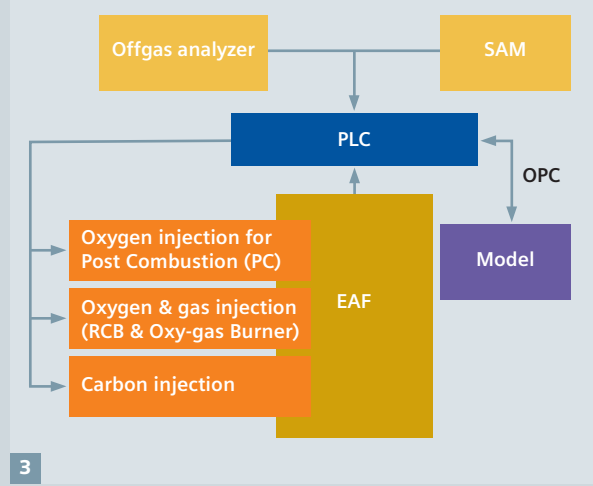 Offgas analyzer
SAM
PLC
OPC
Oxygen injection for
Post Combustion (PC)
Model
Oxygen & gas injection
(RCB & Oxy-gas Burner)
EAF
Carbon injection
3